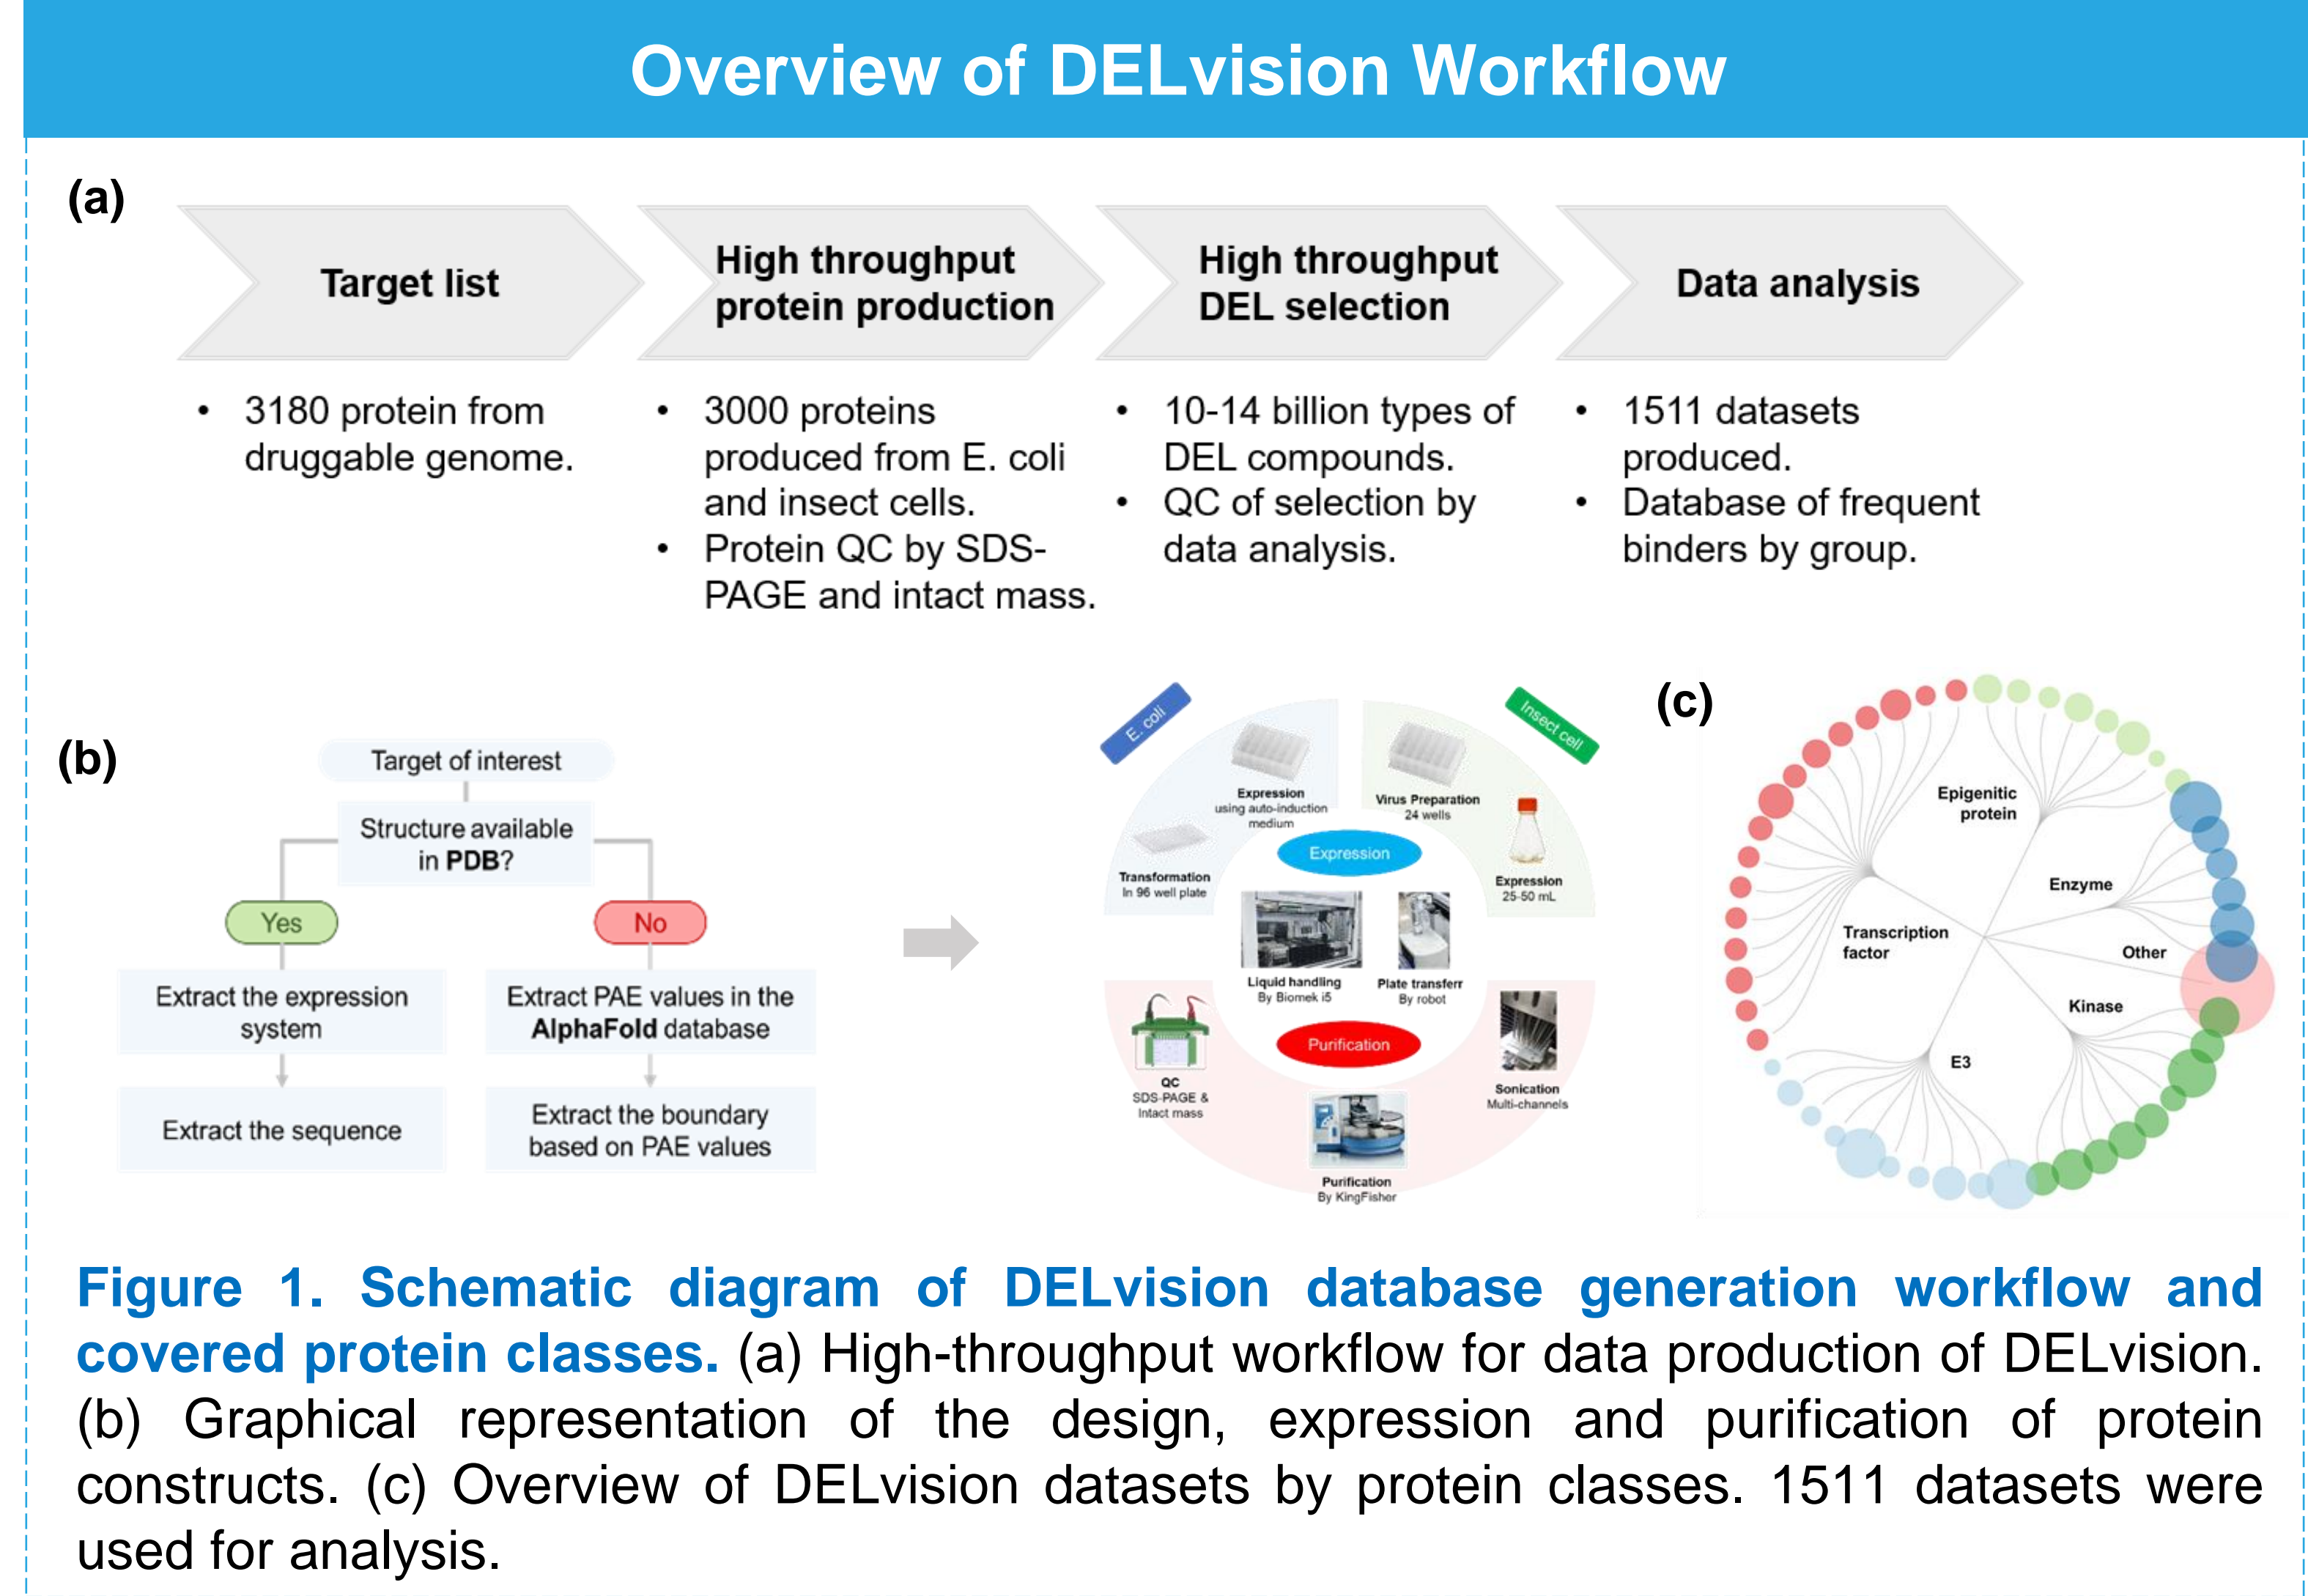 Overview of DELvision Workflow
(a)
Target list
• 3180 protein from
druggable genome.
High throughput
protein production
• 3000 proteins
produced from E. coli
and insect cells.
• Protein QC by SDS-
PAGE and intact mass.
High throughput
DEL selection
• 10-14 billion types of
DEL compounds.
• QC of selection by
data analysis.
Data analysis
• 1511 datasets
produced.
• Database of frequent
binders by group.
(b)
Target of interest
Structure available
in PDB?
Yes
No
Extract the expression
system
Extract the sequence
Extract PAE values in the
AlphaFold database
Extract the boundary
based on PAE values
E. coli
Insect cell
Expression
using auto-induction
medium
Transformation
In 96 well plate
Virus Preparation
24 wells
Expression
25-50 mL
Expression
Liquid handling
By Biomek i5
Plate transferr
By robot
Purification
QC
SDS-PAGE &
Intact mass
Purification
By KingFisher
Sonication
Multi-channels
(c)
Epigenitic
protein
Enzyme
Other
Kinase
E3
Transcription
factor
Figure 1. Schematic diagram of DELvision database generation workflow and
covered protein classes. (a) High-throughput workflow for data production of DELvision.
(b) Graphical representation of the design, expression and purification of protein
constructs. (c) Overview of DELvision datasets by protein classes. 1511 datasets were
used for analysis.